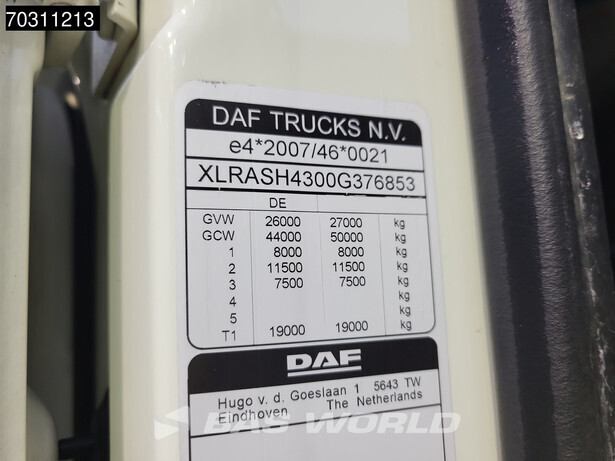 70311213
DAF TRUCKS N.V.
e4*2007/46*0021
XLRASH4300G376853
DE
GVW 26000 27000 kg
GCW 44000 50000 kg
1 8000 8000 kg
2 11500 11500 kg
3 7500 7500 kg
4 kg
5 kg
T1 19000 19000 kg
DAF
Hugo v. d. Goeslaan 1 5643 TW
Eindhoven The Netherlands
BAS WORLD